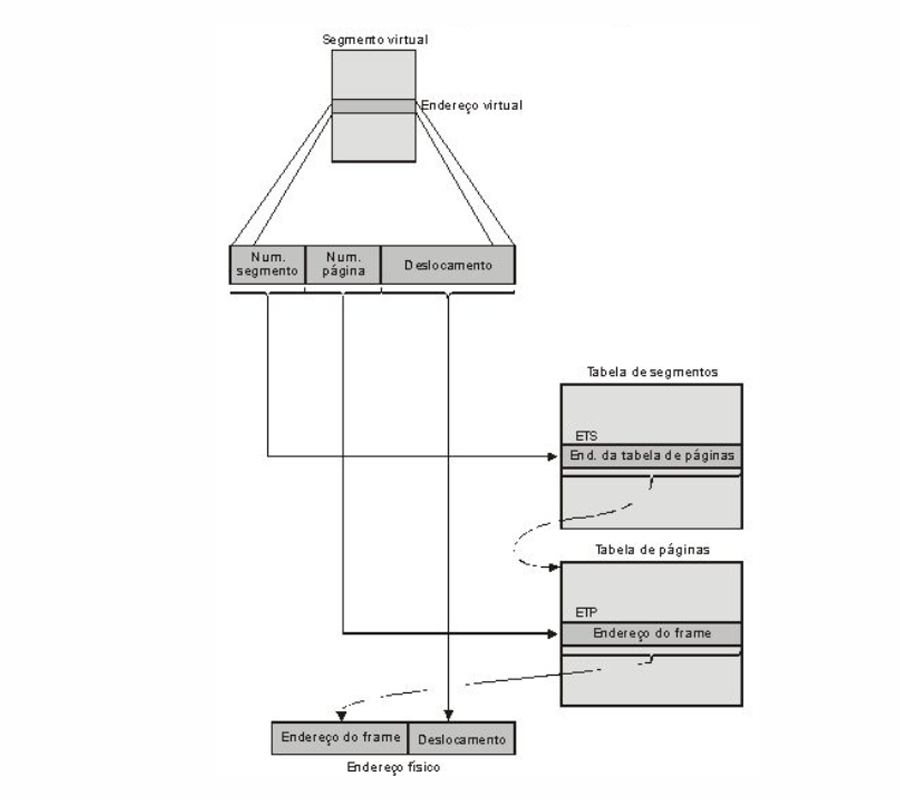 Segmento virtual
Endereço virtual
Num.
segmento
Num.
página
Deslocamento
Tabela de segmentos
ETS
End. da tabela de páginas
Tabela de páginas
ETP
Endereço do frame
Endereço do frame
Deslocamento
Endereço físico